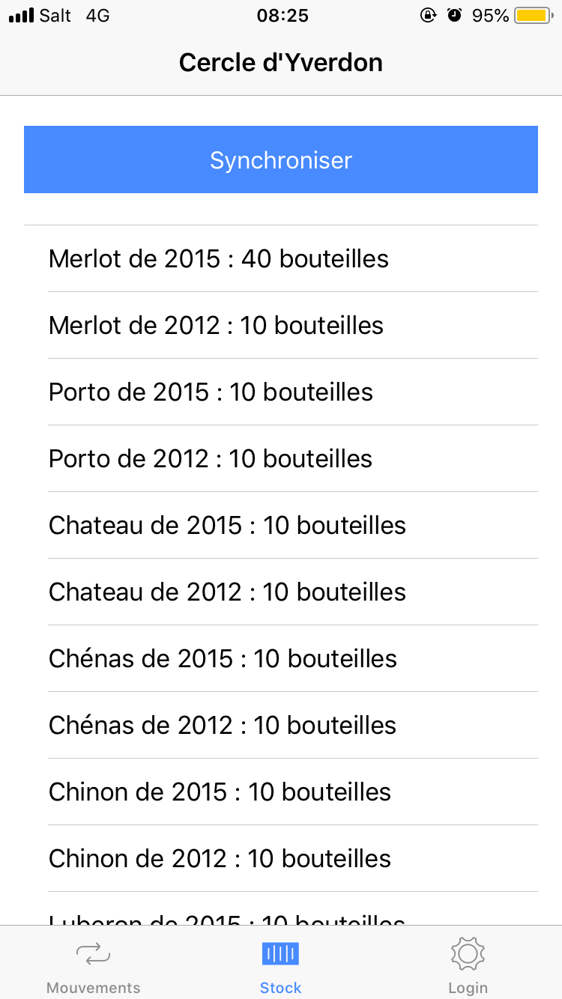 Salt 4G 08:25 95%
Cercle d'Yverdon
Synchroniser
Merlot de 2015 : 40 bouteilles
Merlot de 2012 : 10 bouteilles
Porto de 2015 : 10 bouteilles
Porto de 2012 : 10 bouteilles
Chateau de 2015 : 10 bouteilles
Chateau de 2012 : 10 bouteilles
Chénas de 2015 : 10 bouteilles
Chénas de 2012 : 10 bouteilles
Chinon de 2015 : 10 bouteilles
Chinon de 2012 : 10 bouteilles
Luberon de 2015 : 10 bouteilles
Mouvements Stock Login